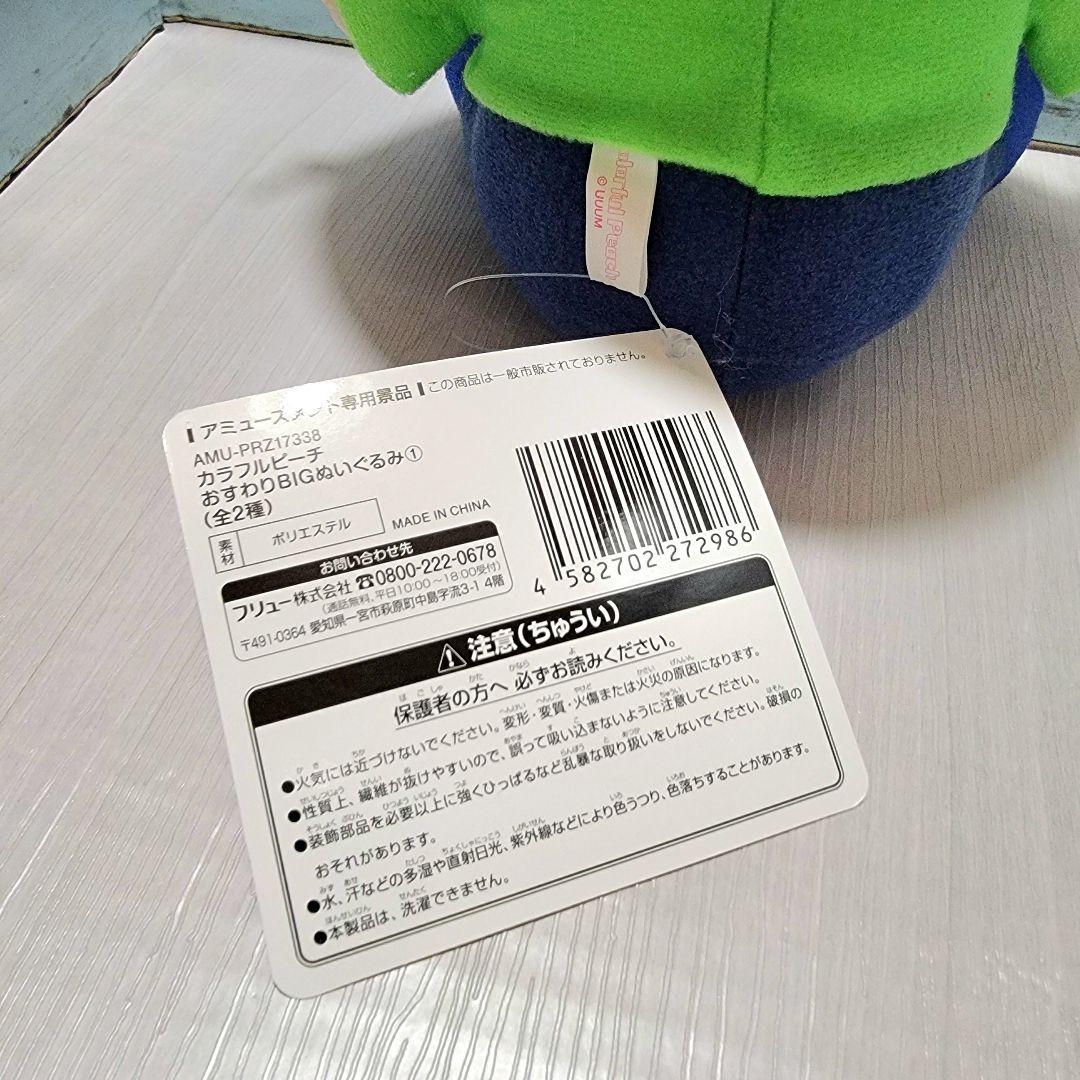 olorful Peach
© UUUM
アミューズメント専用景品 この商品は一般市販されておりません。
AMU-PRZ17338
カラフルピーチ
おすわりBIGぬいぐるみ①
(全2種)
素材 ポリエステル MADE IN CHINA
お問い合わせ先
フリュー株式会社 ☎0800-222-0678
(通話無料、平日10:00～18:00受付)
〒491-0364 愛知県一宮市萩原町中島字流3-1 4階
4 582702 272986
⚠ 注意(ちゅうい)
保護者の方へ 必ずお読みください。
●火気には近づけないでください。変形・変質・火傷または火災の原因になります。
●性質上、繊維が抜けやすいので、誤って吸い込まないように注意してください。
●装飾部品を必要以上に強くひっぱるなど乱暴な取り扱いをしないでください。破損の
おそれがあります。
●水、汗などの多湿や直射日光、紫外線などにより色うつり、色落ちすることがあります。
●本製品は、洗濯できません。